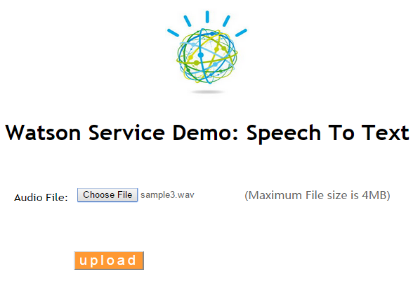 Watson Service Demo: Speech To Text
Audio File: Choose File sample3.wav (Maximum File size is 4MB)
upload